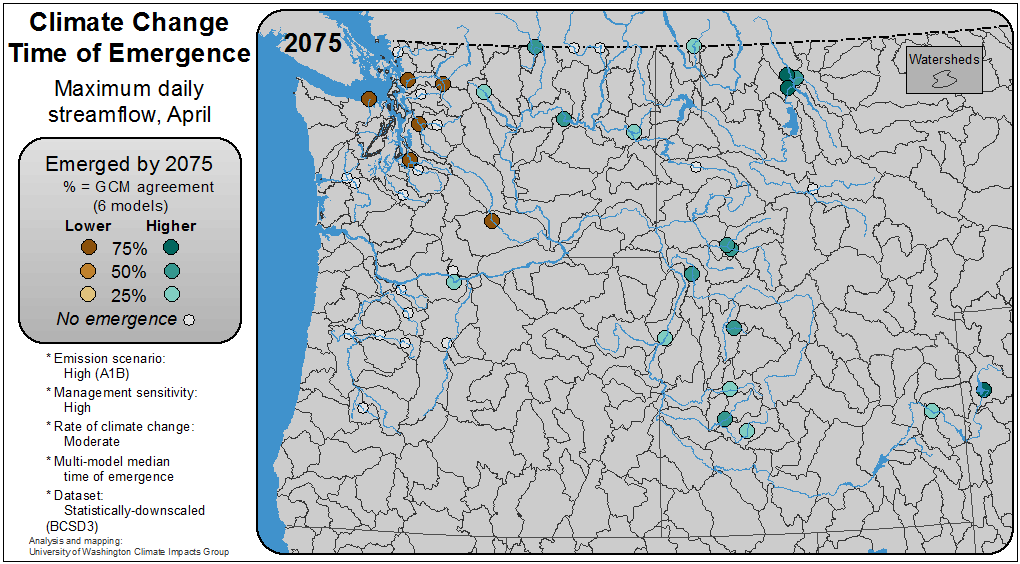 Climate Change
Time of Emergence
Maximum daily
streamflow, April
Emerged by 2075
% = GCM agreement
(6 models)
Lower Higher
75%
50%
25%
No emergence
* Emission scenario:
High (A1B)
* Management sensitivity:
High
* Rate of climate change:
Moderate
* Multi-model median
time of emergence
* Dataset:
Statistically-downscaled
(BCSD3)
Analysis and mapping:
University of Washington Climate Impacts Group
2075
Watersheds